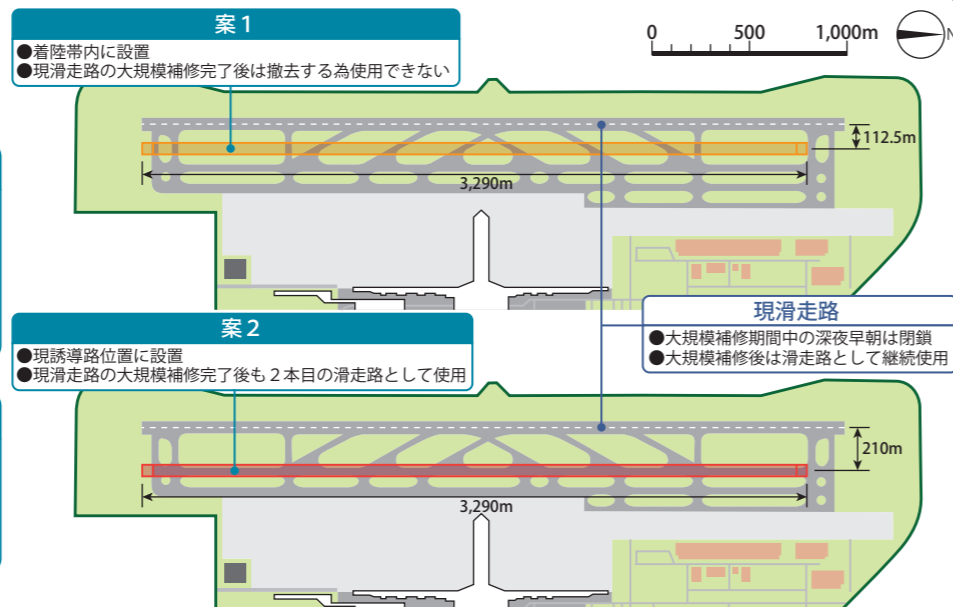 案1
●着陸帯内に設置
●現滑走路の大規模補修完了後は撤去する為使用できない
0 500 1,000m
N
112.5m
3,290m
現滑走路
●大規模補修期間中の深夜早朝は閉鎖
●大規模補修後は滑走路として継続使用
案2
●現誘導路位置に設置
●現滑走路の大規模補修完了後も２本目の滑走路として使用
210m
3,290m